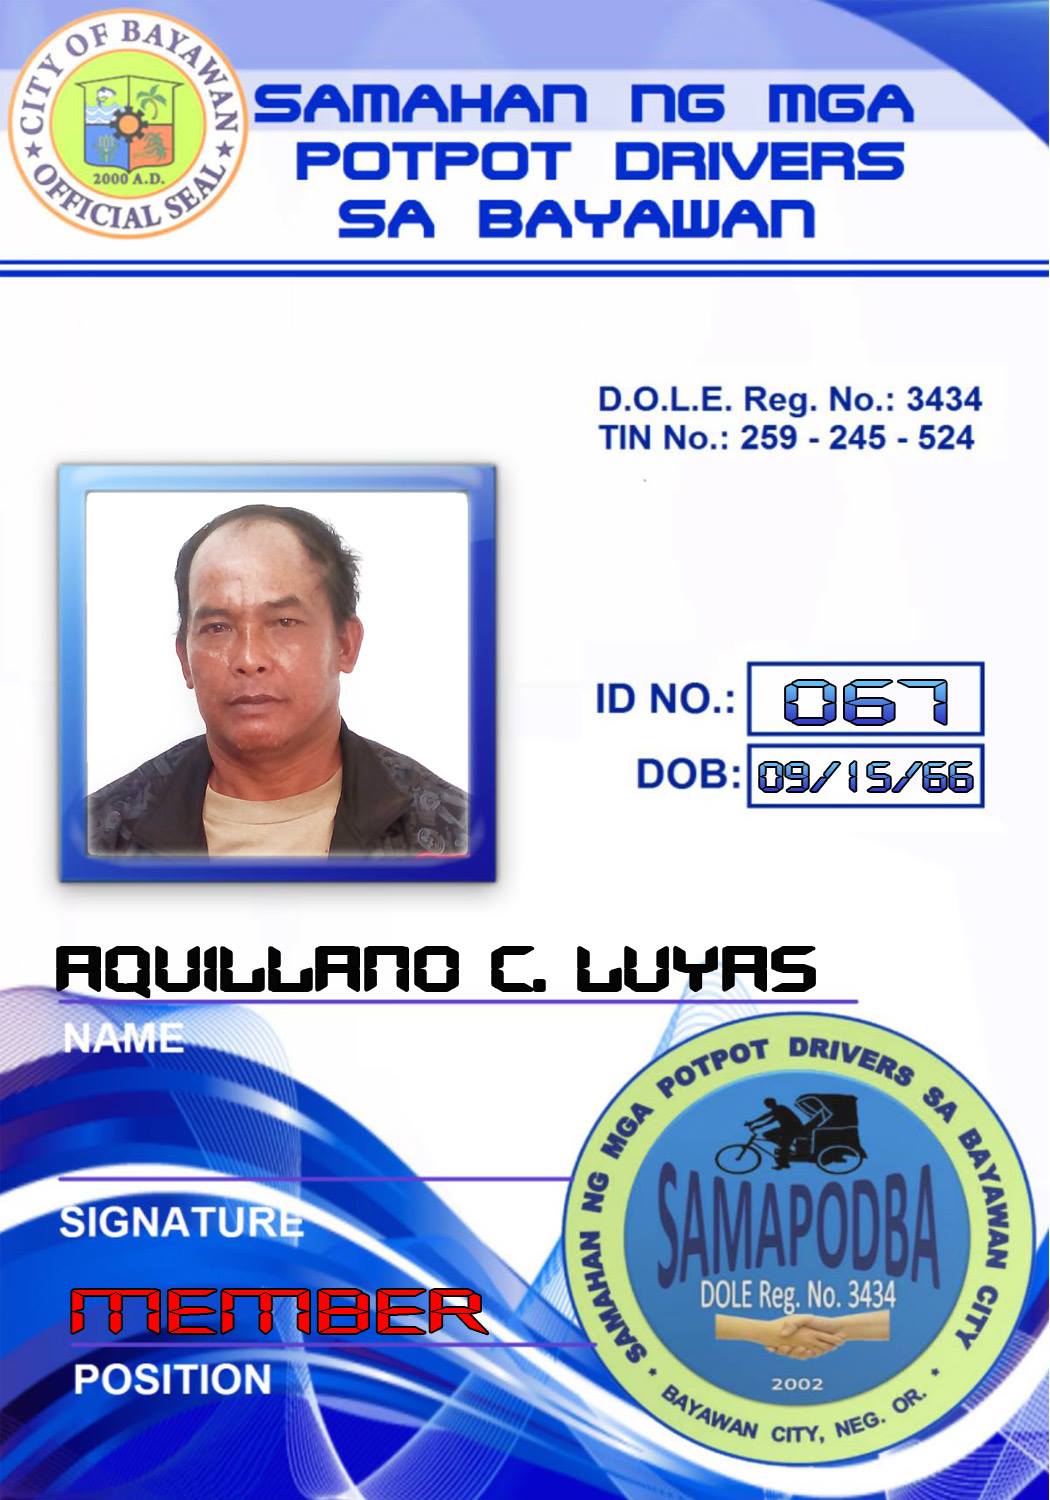 CITY OF BAYAWAN
2000 A.D.
★ OFFICIAL SEAL ★
SAMAHAN NG MGA
POTPOT DRIVERS
SA BAYAWAN
D.O.L.E. Reg. No.: 3434
TIN No.: 259 - 245 - 524
ID NO.: 067
DOB: 09/15/66
AQUILLANO C. LUYAS
NAME
SIGNATURE
MEMBER
POSITION
SAMAHAN NG MGA POTPOT DRIVERS SA BAYAWAN CITY
SAMAPODBA
DOLE Reg. No. 3434
2002
* BAYAWAN CITY, NEG. OR. *